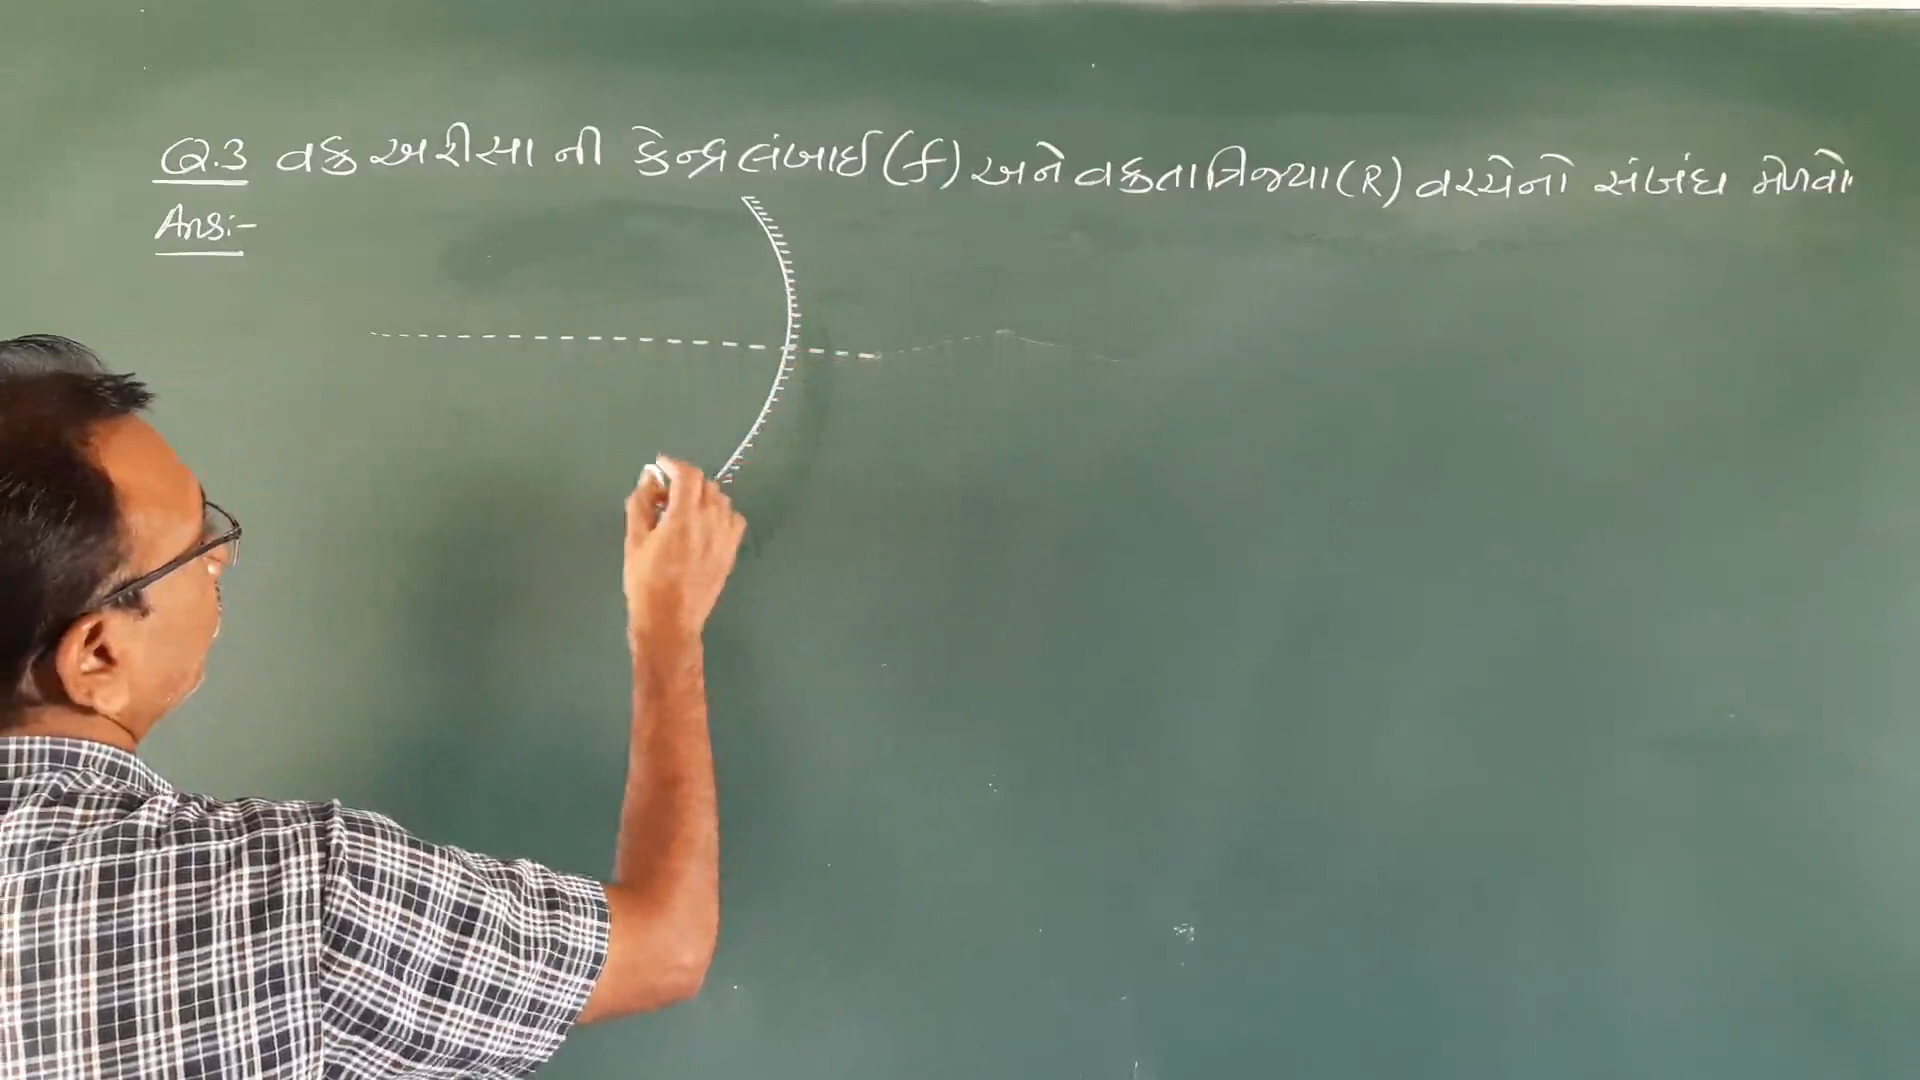 Q.3 વક્ર અરીસા ની કેન્દ્રલંબાઈ (f) અને વક્રતાત્રિજ્યા (R) વચ્ચેનો સંબંધ મેળવો
Ans:-